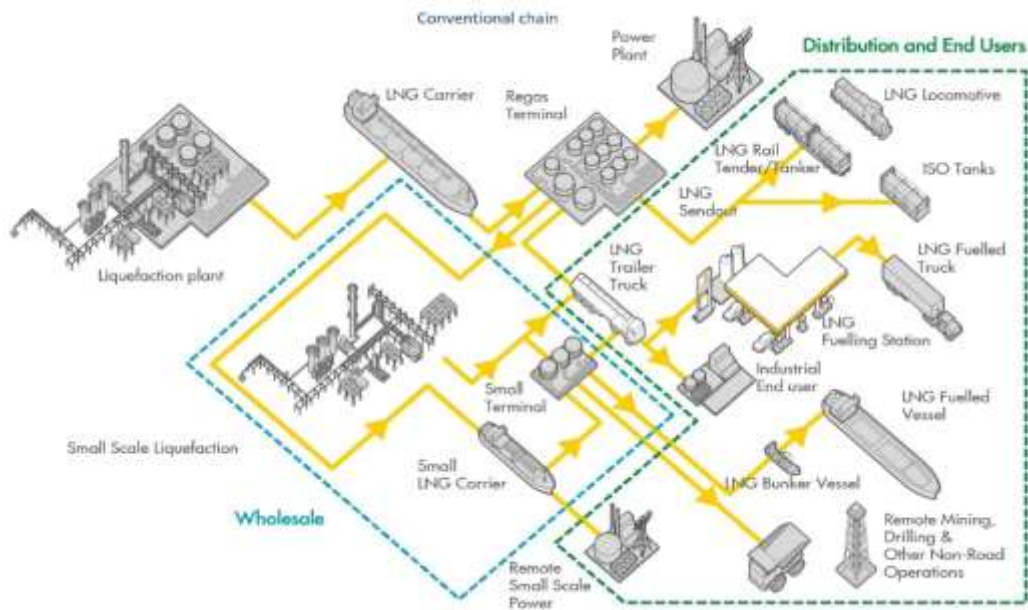 Conventional chain
Power
Plant
Distribution and End Users
LNG Carrier
Regas
Terminal
LNG Locomotive
LNG Rail
Tender/Tanker
ISO Tanks
LNG
Sendout
Liquefaction plant
LNG
Trailer
Truck
LNG Fuelled
Truck
LNG
Fuelling Station
Industrial
End user
Small
Terminal
LNG Fuelled
Vessel
Small Scale Liquefaction
Small
LNG Carrier
LNG Bunker Vessel
Wholesale
Remote Mining,
Drilling &
Other Non-Road
Operations
Remote
Small Scale
Power